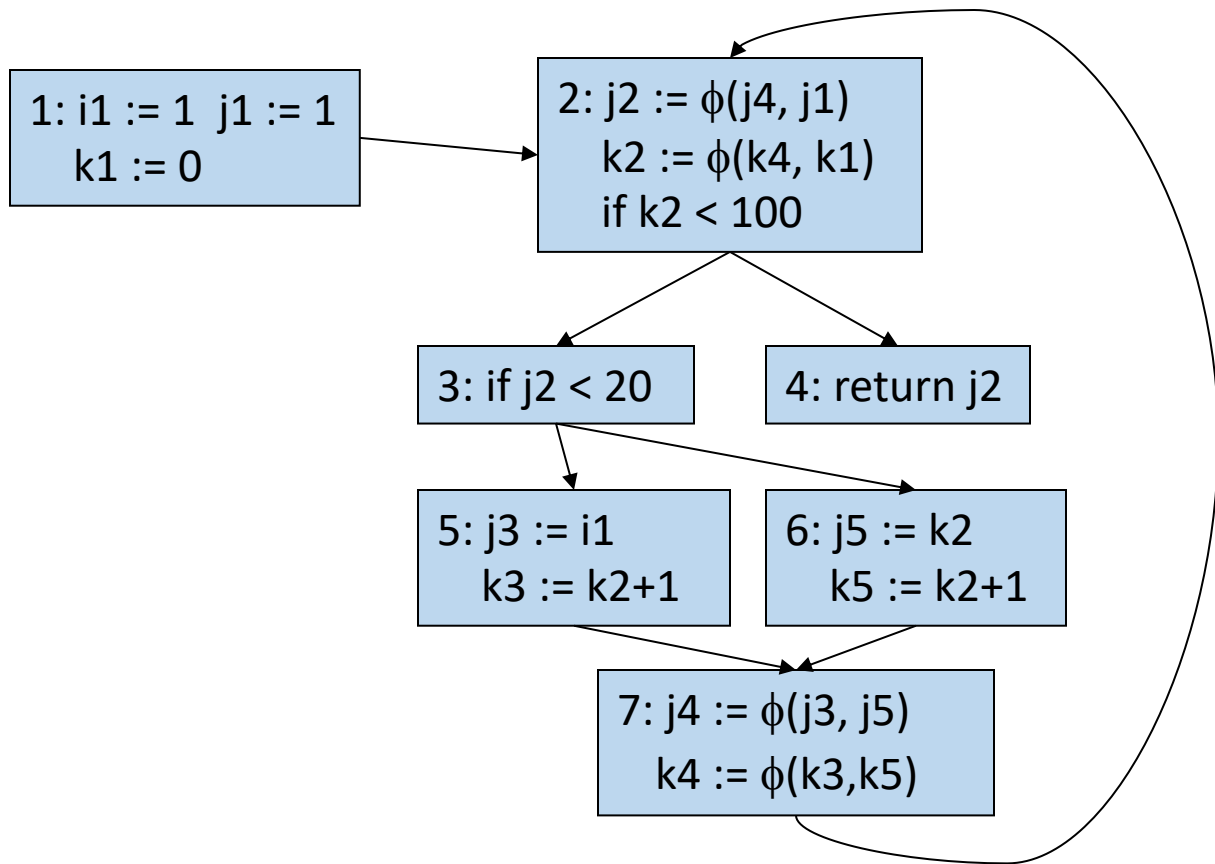 1: i1 := 1 j1 := 1
k1 := 0
2: j2 := ϕ(j4, j1)
k2 := ϕ(k4, k1)
if k2 < 100
3: if j2 < 20
4: return j2
5: j3 := i1
k3 := k2+1
6: j5 := k2
k5 := k2+1
7: j4 := ϕ(j3, j5)
k4 := ϕ(k3,k5)